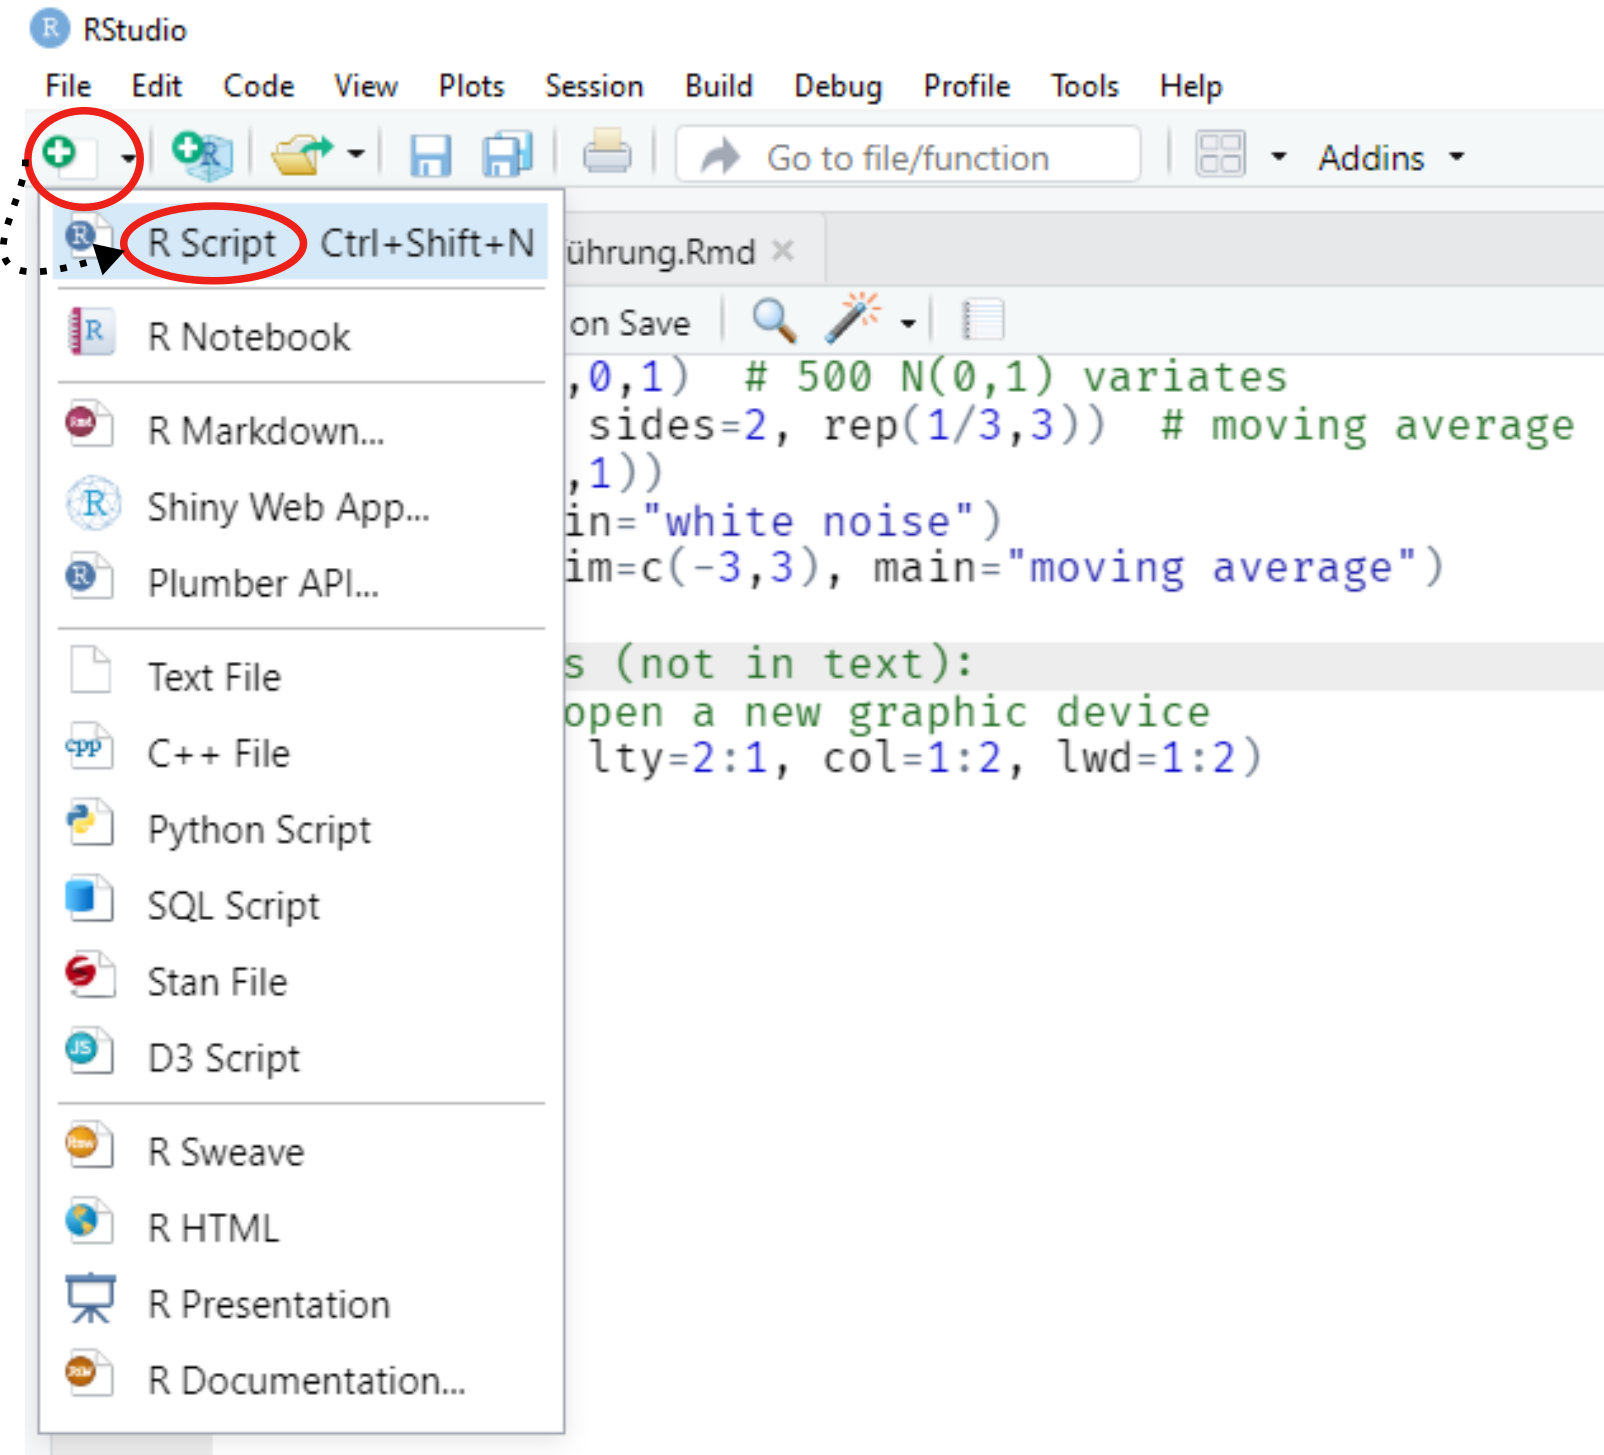 RStudio
File Edit Code View Plots Session Build Debug Profile Tools Help
Go to file/function Addins
R Script Ctrl+Shift+N
R Notebook
R Markdown...
Shiny Web App...
Plumber API...
Text File
C++ File
Python Script
SQL Script
Stan File
D3 Script
R Sweave
R HTML
R Presentation
R Documentation...
ührung.Rmd
on Save
,0,1)  # 500 N(0,1) variates
sides=2, rep(1/3,3))  # moving average
,1))
in="white noise")
im=c(-3,3), main="moving average")
s (not in text):
open a new graphic device
lty=2:1, col=1:2, lwd=1:2)